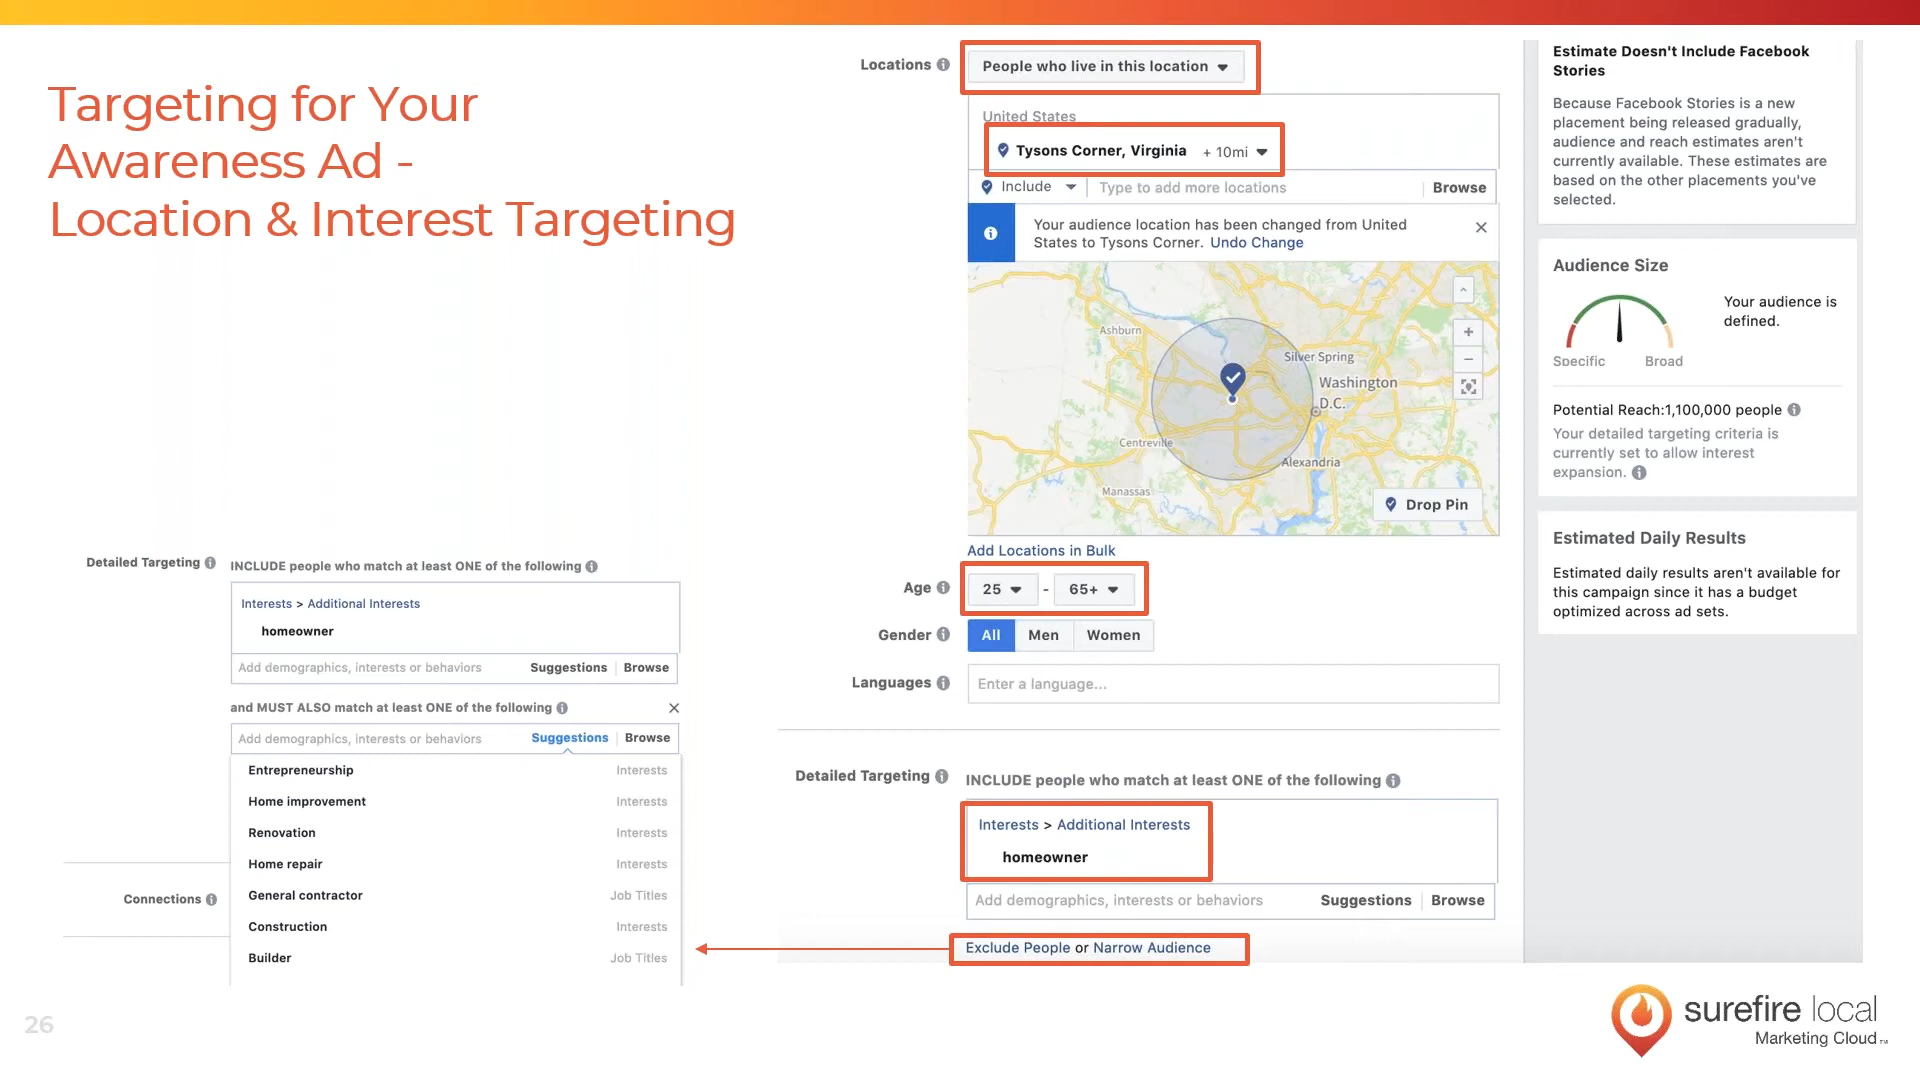 Targeting for Your
Awareness Ad -
Location & Interest Targeting
Locations
People who live in this location
United States
Tysons Corner, Virginia + 10mi
Include Type to add more locations Browse
Your audience location has been changed from United
States to Tysons Corner. Undo Change
Ashburn
Silver Spring
Washington
D.C.
Centreville
Alexandria
Manassas
Drop Pin
Add Locations in Bulk
Age 25 - 65+
Gender All Men Women
Languages Enter a language...
Detailed Targeting INCLUDE people who match at least ONE of the following
Interests > Additional Interests
homeowner
Add demographics, interests or behaviors Suggestions Browse
Exclude People or Narrow Audience
Estimate Doesn't Include Facebook
Stories
Because Facebook Stories is a new
placement being released gradually,
audience and reach estimates aren't
currently available. These estimates are
based on the other placements you've
selected.
Audience Size
Your audience is
defined.
Specific Broad
Potential Reach:1,100,000 people
Your detailed targeting criteria is
currently set to allow interest
expansion.
Estimated Daily Results
Estimated daily results aren't available for
this campaign since it has a budget
optimized across ad sets.
Detailed Targeting INCLUDE people who match at least ONE of the following
Interests > Additional Interests
homeowner
Add demographics, interests or behaviors Suggestions Browse
and MUST ALSO match at least ONE of the following
Add demographics, interests or behaviors Suggestions Browse
Entrepreneurship Interests
Home improvement Interests
Renovation Interests
Home repair Interests
General contractor Job Titles
Connections
Construction Interests
Builder Job Titles
26
surefire local
Marketing Cloud™